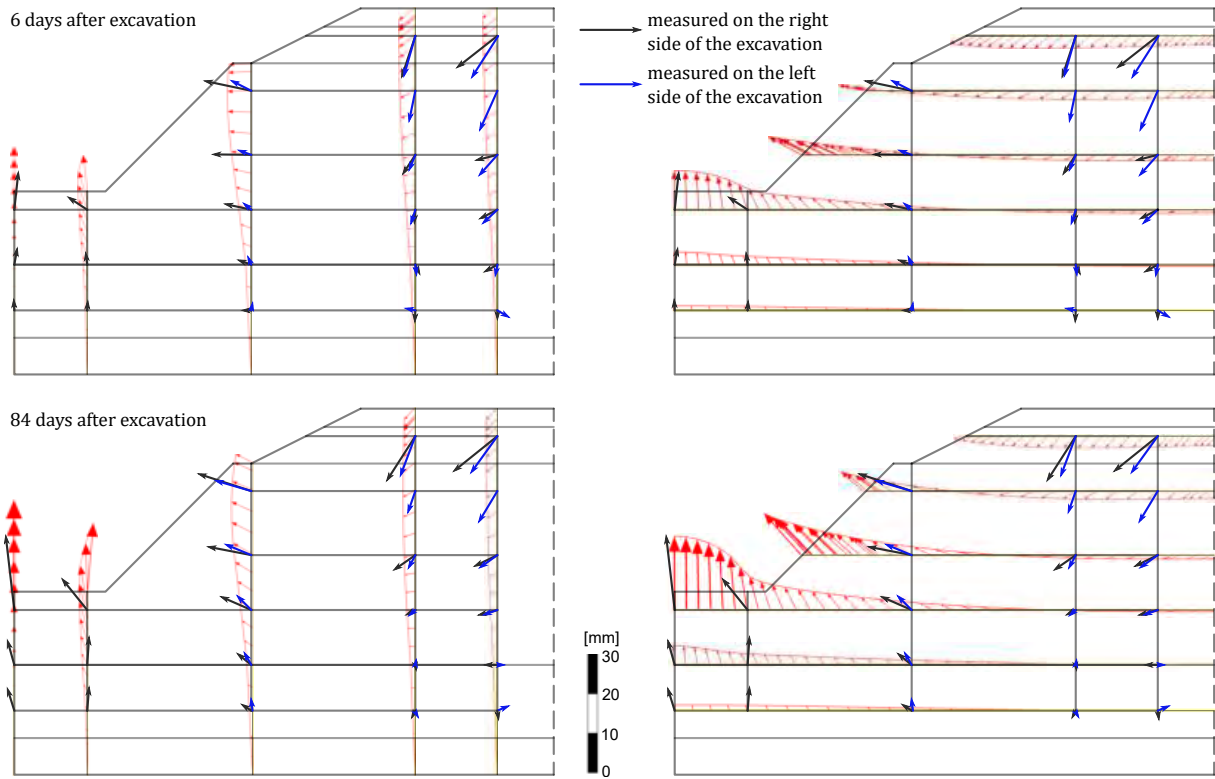 6 days after excavation
measured on the right
side of the excavation
measured on the left
side of the excavation
84 days after excavation
[mm]
30
20
10
0